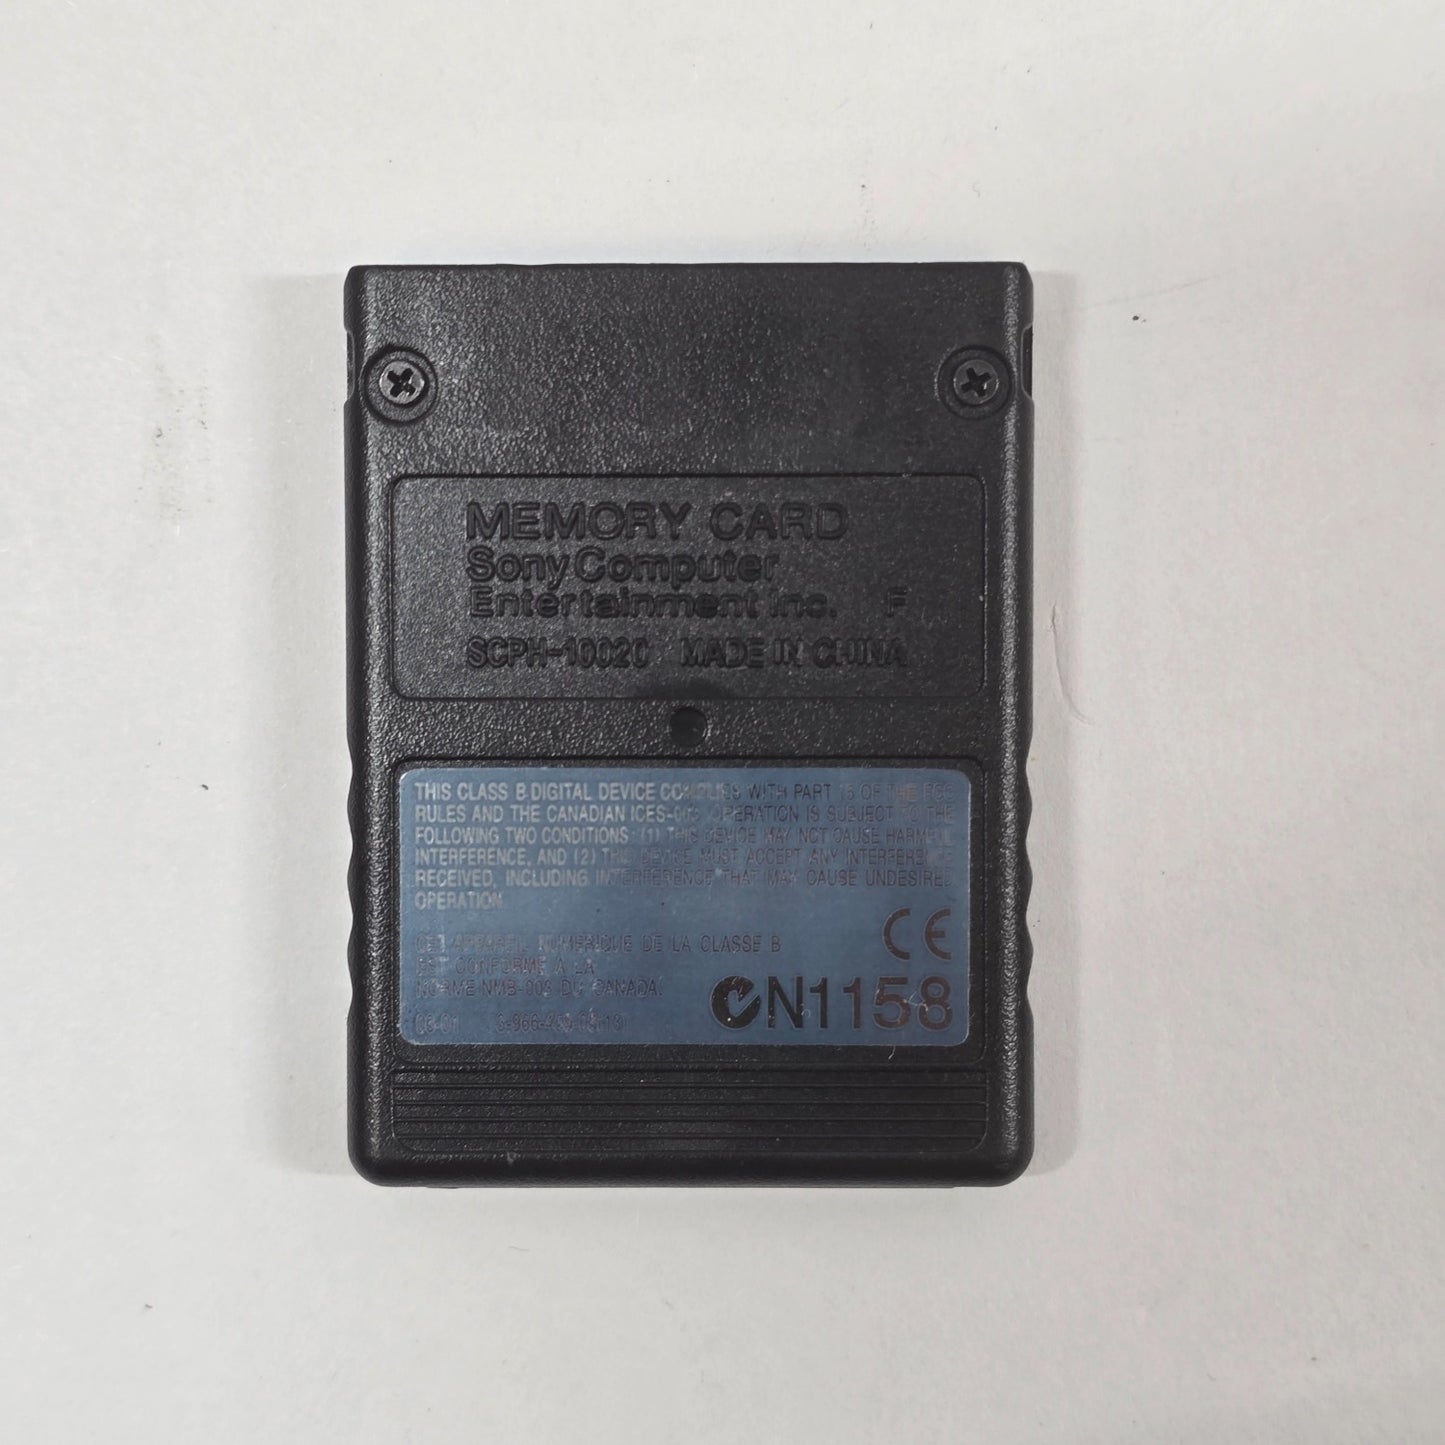 MEMORY CARD
Sony Computer
Entertainment Inc. F
SCPH-10020 MADE IN CHINA
THIS CLASS B DIGITAL DEVICE COMPLIES WITH PART 15 OF THE FCC
RULES AND THE CANADIAN ICES-003. OPERATION IS SUBJECT TO THE
FOLLOWING TWO CONDITIONS : (1) THIS DEVICE MAY NOT CAUSE HARMFUL
INTERFERENCE, AND (2) THIS DEVICE MUST ACCEPT ANY INTERFERENCE
RECEIVED, INCLUDING INTERFERENCE THAT MAY CAUSE UNDESIRED
OPERATION.
CET APPAREIL NUMÉRIQUE DE LA CLASSE B
EST CONFORME À LA
NORME NMB-003 DU CANADA.
CE
N1158